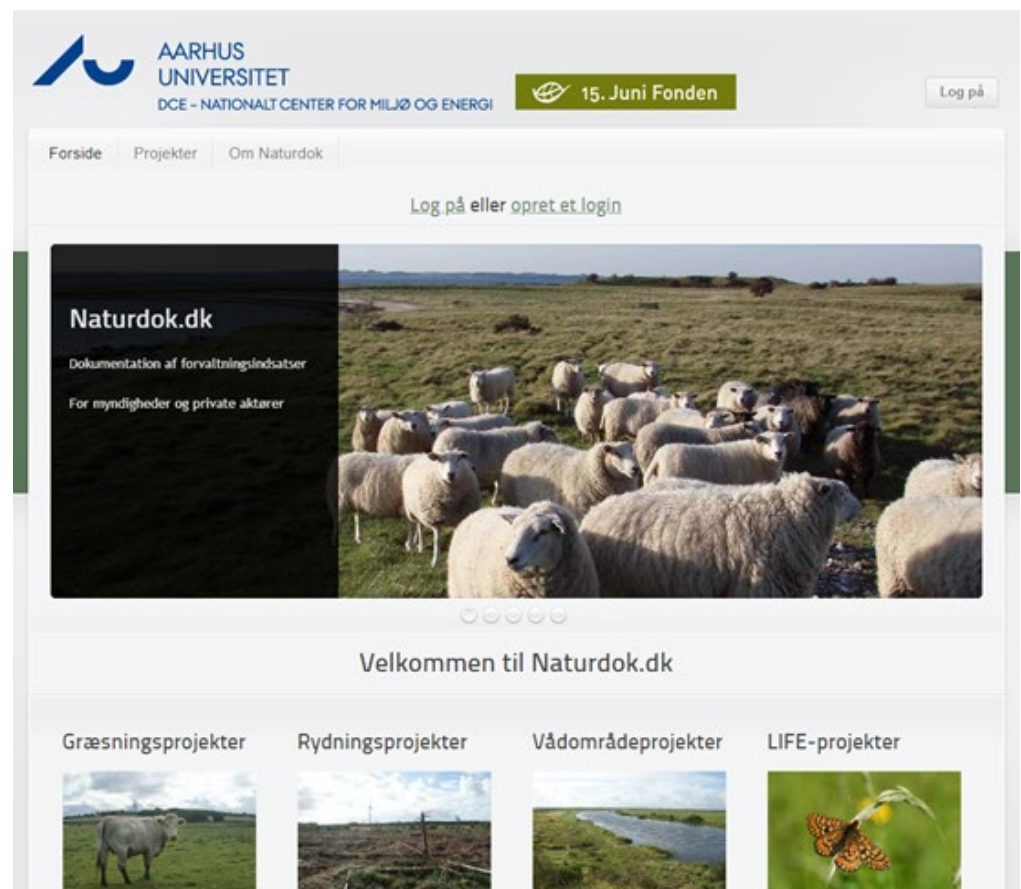 AARHUS
UNIVERSITET
DCE – NATIONALT CENTER FOR MILJØ OG ENERGI
15. Juni Fonden
Log på
Forside Projekter Om Naturdok
Log på eller opret et login
Naturdok.dk
Dokumentation af forvaltningsindsatser
For myndigheder og private aktører
Velkommen til Naturdok.dk
Græsningsprojekter Rydningsprojekter Vådområdeprojekter LIFE-projekter